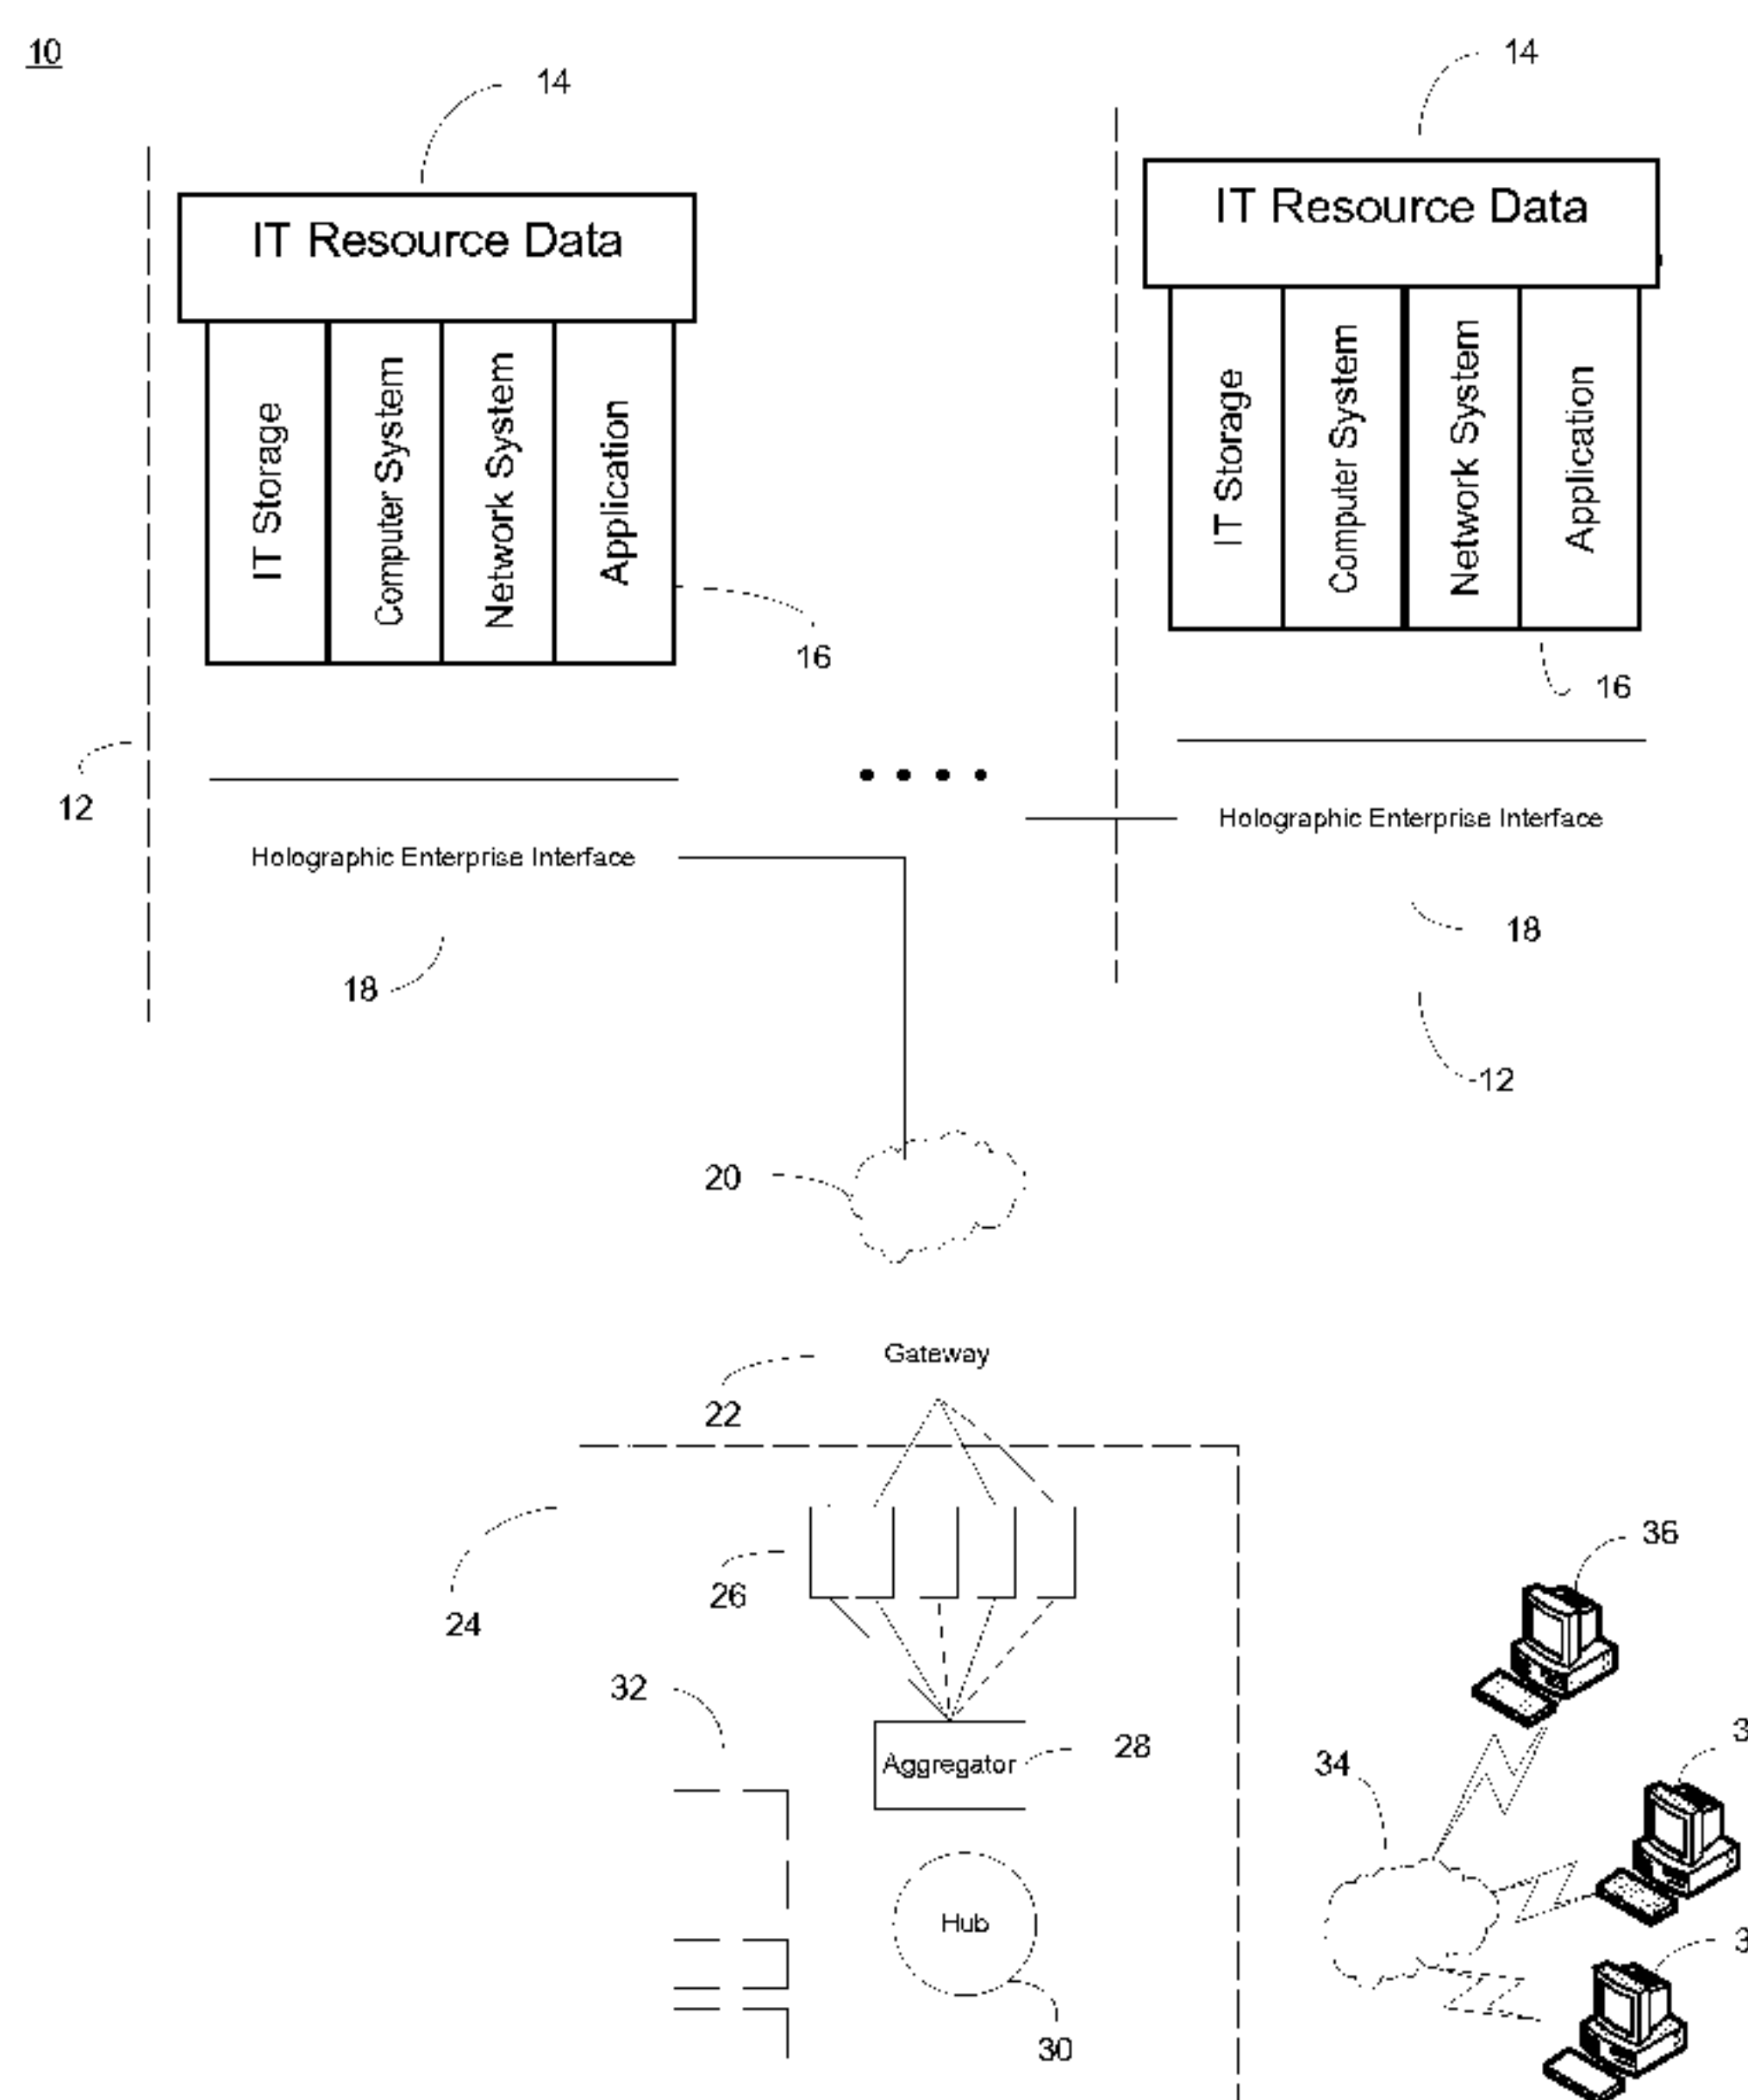 10
14
14
IT Resource Data
IT Resource Data
IT Storage
Computer System
Network System
Application
IT Storage
Computer System
Network System
Application
16
16
12
Holographic Enterprise Interface
Holographic Enterprise Interface
18
18
12
20
Gateway
22
24
26
36
32
Aggregator
28
34
3
Hub
3
30